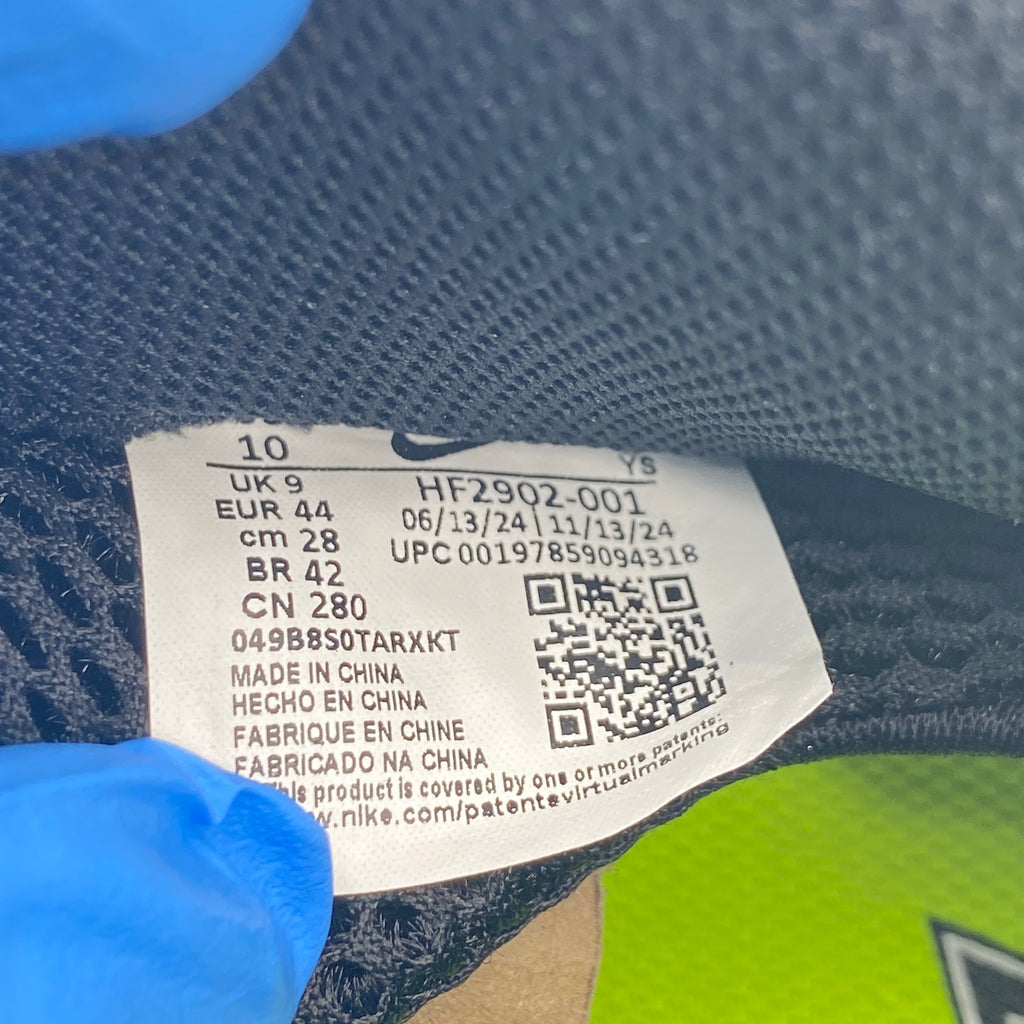 10
YS
UK 9
HF2902-001
EUR 44
06/13/24 | 11/13/24
cm 28
UPC 00197859094318
BR 42
CN 280
049B8S0TARXKT
MADE IN CHINA
HECHO EN CHINA
FABRIQUE EN CHINE
FABRICADO NA CHINA
This product is covered by one or more patents:
w.nike.com/patentsvirtualmarking